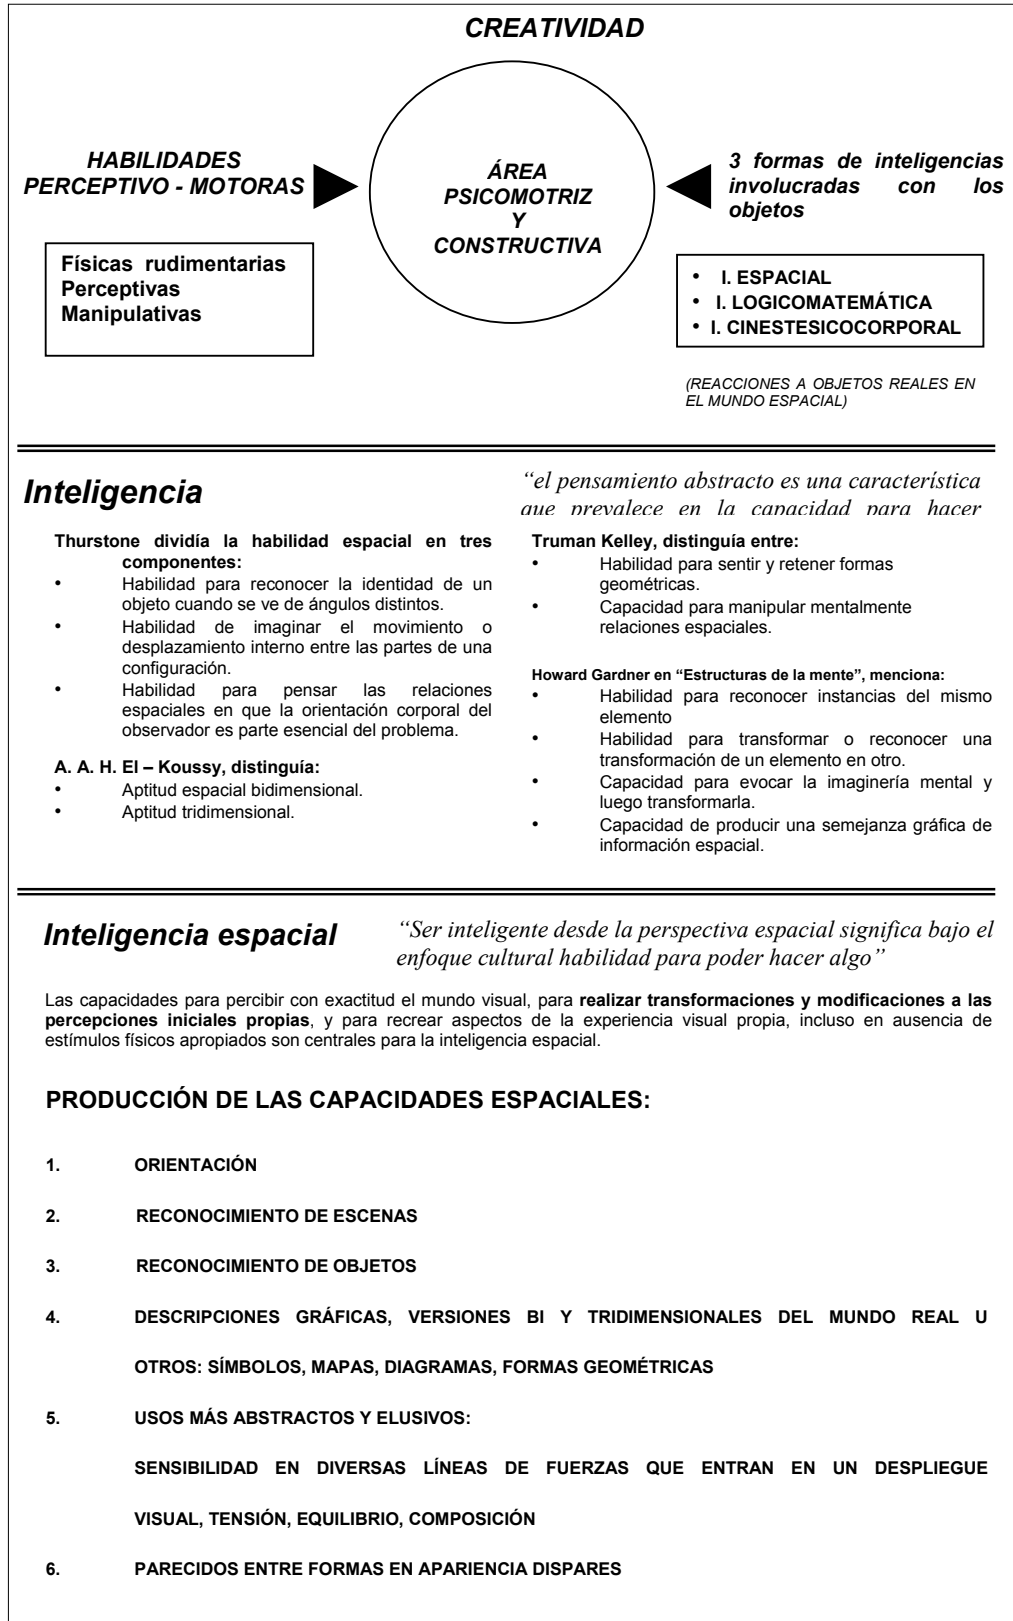 CREATIVIDAD
HABILIDADES
PERCEPTIVO - MOTORAS
Físicas rudimentarias
Perceptivas
Manipulativas
ÁREA
PSICOMOTRIZ
Y
CONSTRUCTIVA
3 formas de inteligencias
involucradas con los
objetos
• I. ESPACIAL
• I. LOGICOMATEMÁTICA
• I. CINESTESICOCORPORAL
(REACCIONES A OBJETOS REALES EN
EL MUNDO ESPACIAL)
Inteligencia
“el pensamiento abstracto es una característica
que prevalece en la capacidad para hacer
Thurstone dividía la habilidad espacial en tres
componentes:
• Habilidad para reconocer la identidad de un
objeto cuando se ve de ángulos distintos.
• Habilidad de imaginar el movimiento o
desplazamiento interno entre las partes de una
configuración.
• Habilidad para pensar las relaciones
espaciales en que la orientación corporal del
observador es parte esencial del problema.
A. A. H. El – Koussy, distinguía:
• Aptitud espacial bidimensional.
• Aptitud tridimensional.
Truman Kelley, distinguía entre:
• Habilidad para sentir y retener formas
geométricas.
• Capacidad para manipular mentalmente
relaciones espaciales.
Howard Gardner en “Estructuras de la mente”, menciona:
• Habilidad para reconocer instancias del mismo
elemento
• Habilidad para transformar o reconocer una
transformación de un elemento en otro.
• Capacidad para evocar la imaginería mental y
luego transformarla.
• Capacidad de producir una semejanza gráfica de
información espacial.
Inteligencia espacial
“Ser inteligente desde la perspectiva espacial significa bajo el
enfoque cultural habilidad para poder hacer algo”
Las capacidades para percibir con exactitud el mundo visual, para realizar transformaciones y modificaciones a las
percepciones iniciales propias, y para recrear aspectos de la experiencia visual propia, incluso en ausencia de
estímulos físicos apropiados son centrales para la inteligencia espacial.
PRODUCCIÓN DE LAS CAPACIDADES ESPACIALES:
1. ORIENTACIÓN
2. RECONOCIMIENTO DE ESCENAS
3. RECONOCIMIENTO DE OBJETOS
4. DESCRIPCIONES GRÁFICAS, VERSIONES BI Y TRIDIMENSIONALES DEL MUNDO REAL U
OTROS: SÍMBOLOS, MAPAS, DIAGRAMAS, FORMAS GEOMÉTRICAS
5. USOS MÁS ABSTRACTOS Y ELUSIVOS:
SENSIBILIDAD EN DIVERSAS LÍNEAS DE FUERZAS QUE ENTRAN EN UN DESPLIEGUE
VISUAL, TENSIÓN, EQUILIBRIO, COMPOSICIÓN
6. PARECIDOS ENTRE FORMAS EN APARIENCIA DISPARES